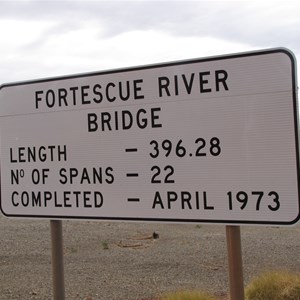 FORTESCUE RIVER
BRIDGE
LENGTH - 396.28
Nº OF SPANS - 22
COMPLETED - APRIL 1973